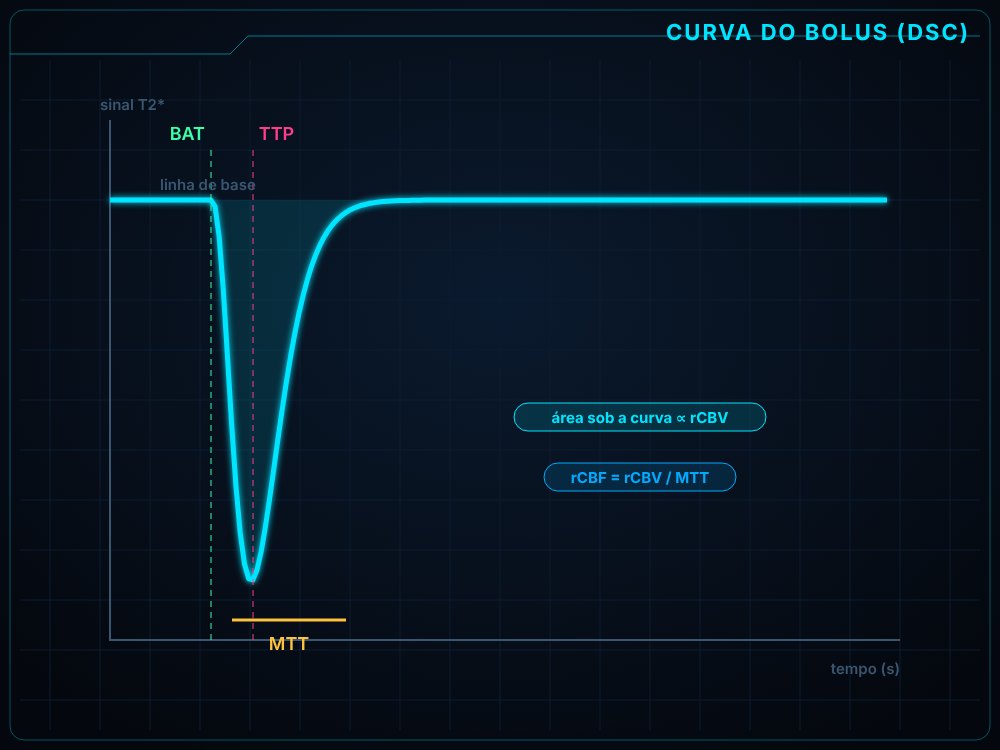 CURVA DO BOLUS (DSC)
sinal T2*
BAT
TTP
linha de base
área sob a curva ∝ rCBV
rCBF = rCBV / MTT
MTT
tempo (s)